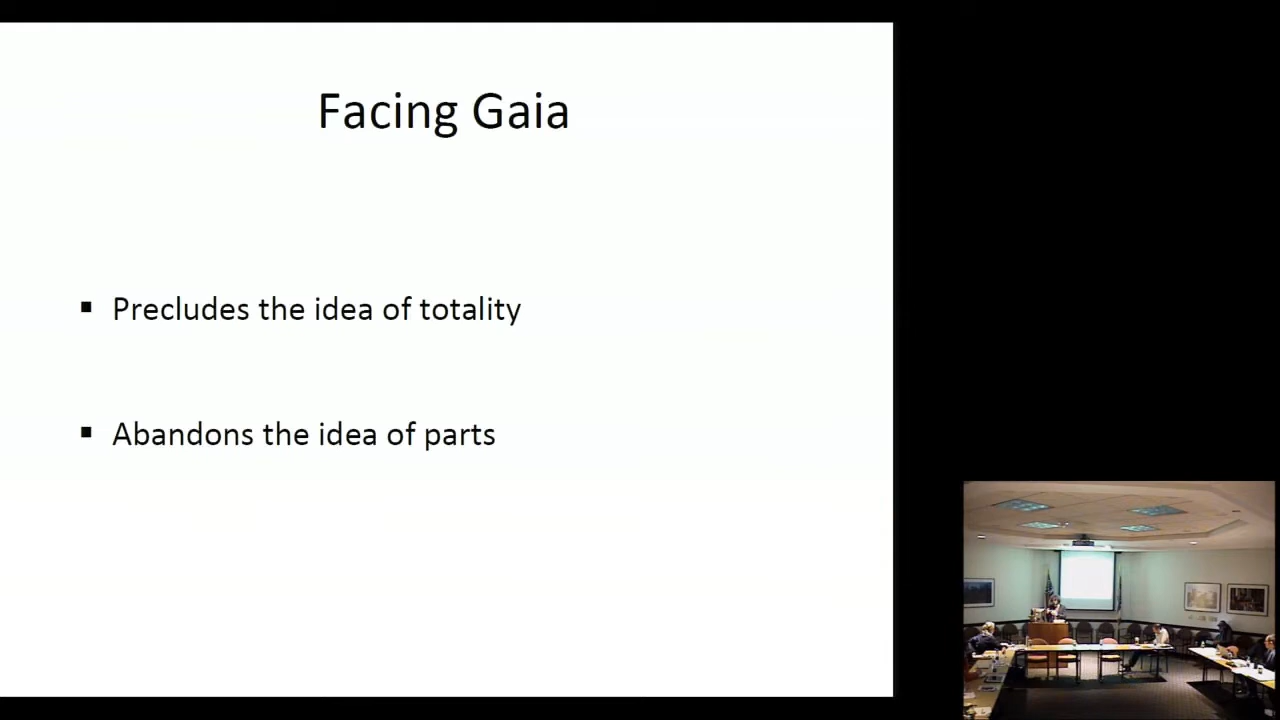 Facing Gaia
▪ Precludes the idea of totality
▪ Abandons the idea of parts